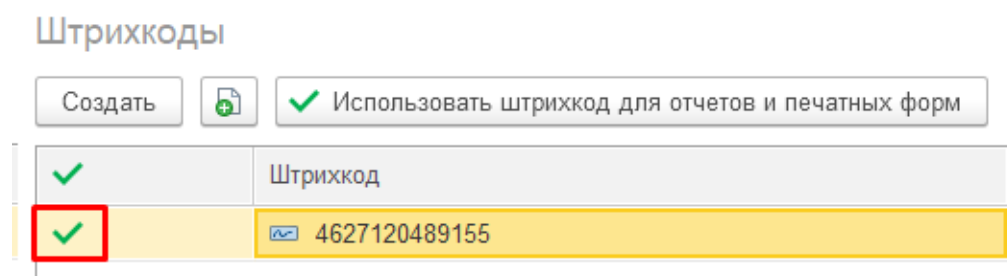 Штрихкоды
Создать Использовать штрихкод для отчетов и печатных форм
Штрихкод
4627120489155